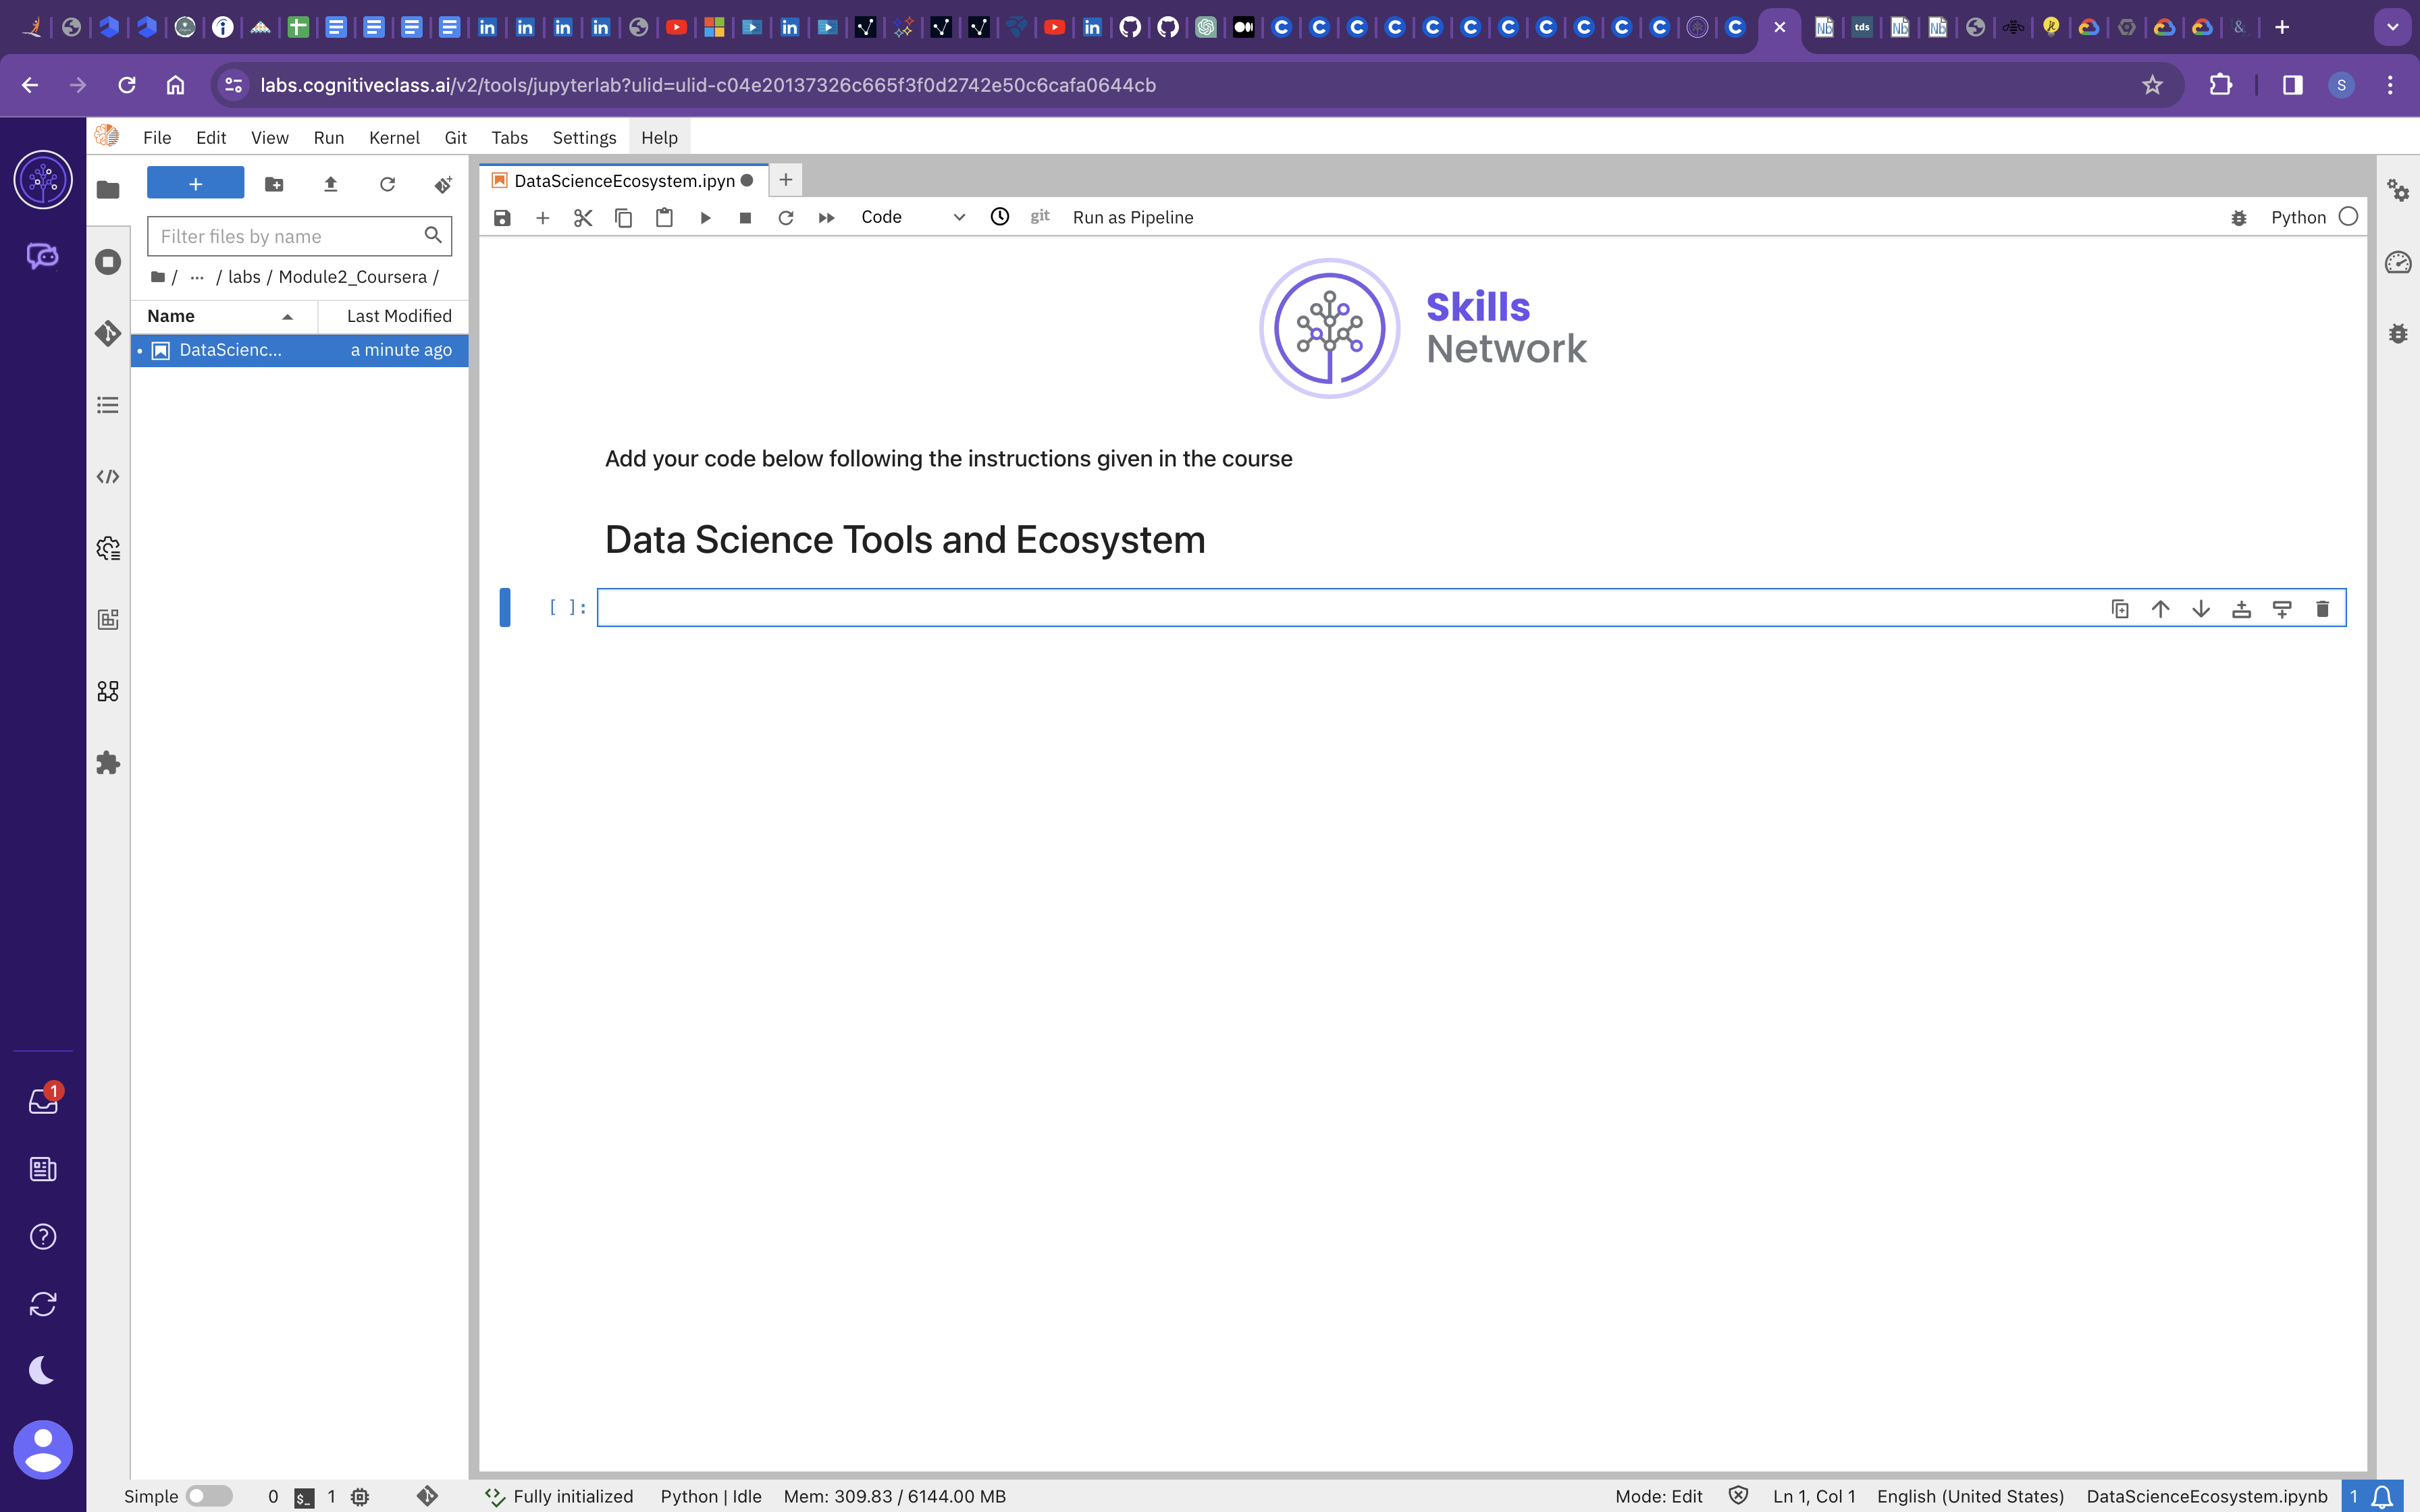 tds
labs.cognitiveclass.ai/v2/tools/jupyterlab?ulid=ulid-c04e20137326c665f3f0d2742e50c6cafa0644cb
S
File Edit View Run Kernel Git Tabs Settings Help
DataScienceEcosystem.ipyn
Code git Run as Pipeline Python
Filter files by name
/ ... / labs / Module2_Coursera /
Name Last Modified
DataScienc... a minute ago
Skills
Network
Add your code below following the instructions given in the course
Data Science Tools and Ecosystem
[ ]:
1
Simple 0 $_ 1 Fully initialized Python | Idle Mem: 309.83 / 6144.00 MB Mode: Edit Ln 1, Col 1 English (United States) DataScienceEcosystem.ipynb 1